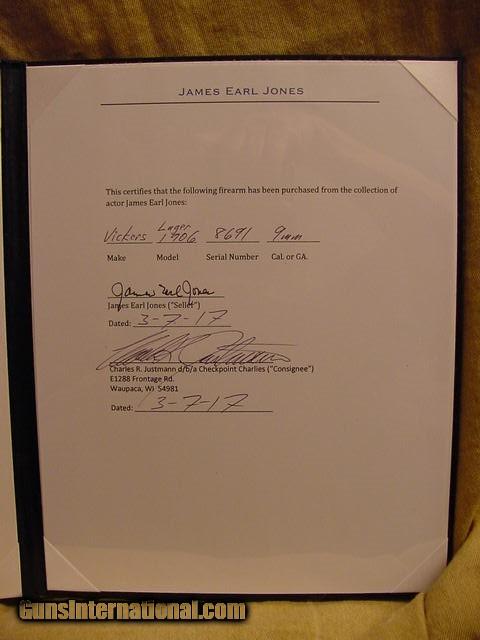 JAMES EARL JONES
This certifies that the following firearm has been purchased from the collection of
actor James Earl Jones:
Vickers Luger 1906 8691 9mm
Make Model Serial Number Cal. or GA.
James Earl Jones
James Earl Jones ("Seller")
Dated: 3-7-17
Charles R. Justmann d/b/a Checkpoint Charlies ("Consignee")
E1288 Frontage Rd.
Waupaca, WI 54981
Dated: 3-7-17
GunsInternational.com